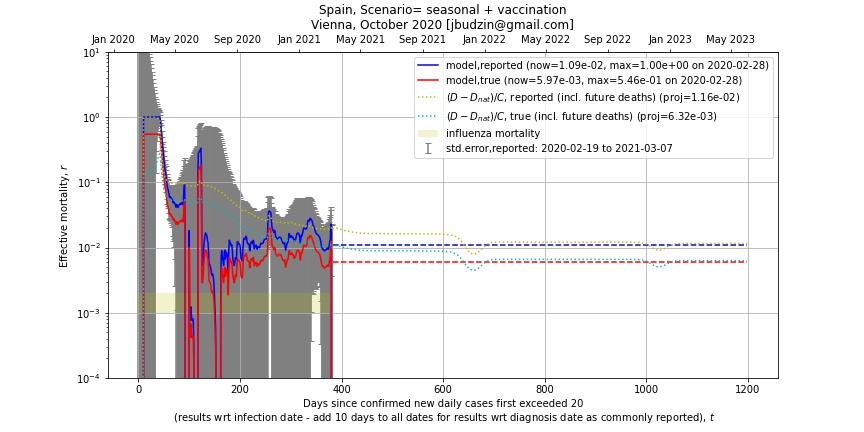 Spain, Scenario= seasonal + vaccination
Vienna, October 2020 [jbudzin@gmail.com]
Jan 2020 May 2020 Sep 2020 Jan 2021 May 2021 Sep 2021 Jan 2022 May 2022 Sep 2022 Jan 2023 May 2023
model,reported (now=1.09e-02, max=1.00e+00 on 2020-02-28)
model,true (now=5.97e-03, max=5.46e-01 on 2020-02-28)
(D − D_nat)/C, reported (incl. future deaths) (proj=1.16e-02)
(D − D_nat)/C, true (incl. future deaths) (proj=6.32e-03)
influenza mortality
std.error,reported: 2020-02-19 to 2021-03-07
Effective mortality, r
10^1
10^0
10^−1
10^−2
10^−3
10^−4
0 200 400 600 800 1000 1200
Days since confirmed new daily cases first exceeded 20
(results wrt infection date - add 10 days to all dates for results wrt diagnosis date as commonly reported), t